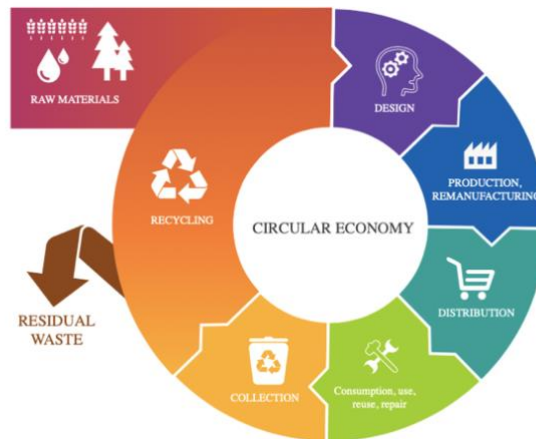 RAW MATERIALS
DESIGN
PRODUCTION,
REMANUFACTURING
DISTRIBUTION
Consumption, use,
reuse, repair
COLLECTION
RECYCLING
RESIDUAL
WASTE
CIRCULAR ECONOMY